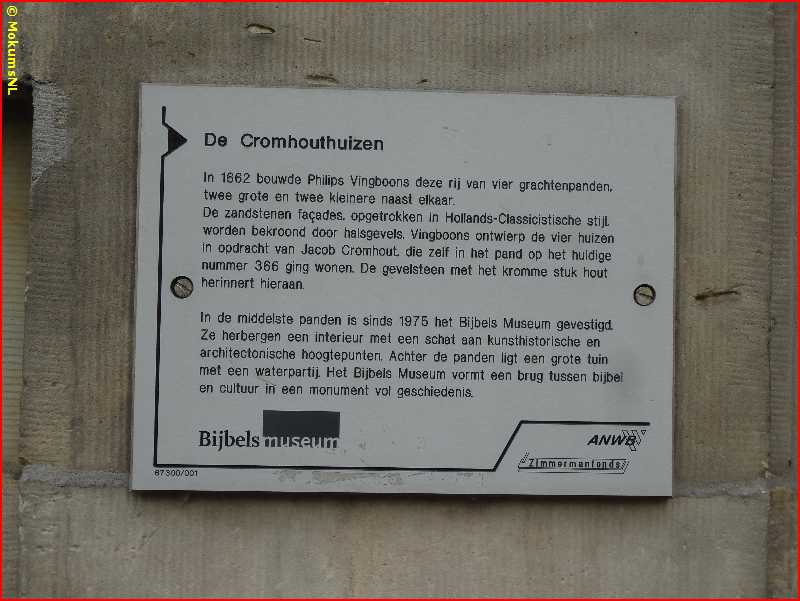 © MokumsNL
De Cromhouthuizen
In 1662 bouwde Philips Vingboons deze rij van vier grachtenpanden,
twee grote en twee kleinere naast elkaar.
De zandstenen façades, opgetrokken in Hollands-Classicistische stijl,
worden bekroond door halsgevels. Vingboons ontwierp de vier huizen
in opdracht van Jacob Cromhout, die zelf in het pand op het huidige
nummer 366 ging wonen. De gevelsteen met het kromme stuk hout
herinnert hieraan.
In de middelste panden is sinds 1975 het Bijbels Museum gevestigd.
Ze herbergen een interieur met een schat aan kunsthistorische en
architectonische hoogtepunten. Achter de panden ligt een grote tuin
met een waterpartij. Het Bijbels Museum vormt een brug tussen bijbel
en cultuur in een monument vol geschiedenis.
Bijbels museum
ANWB
Zimmermanfonds
67300/001